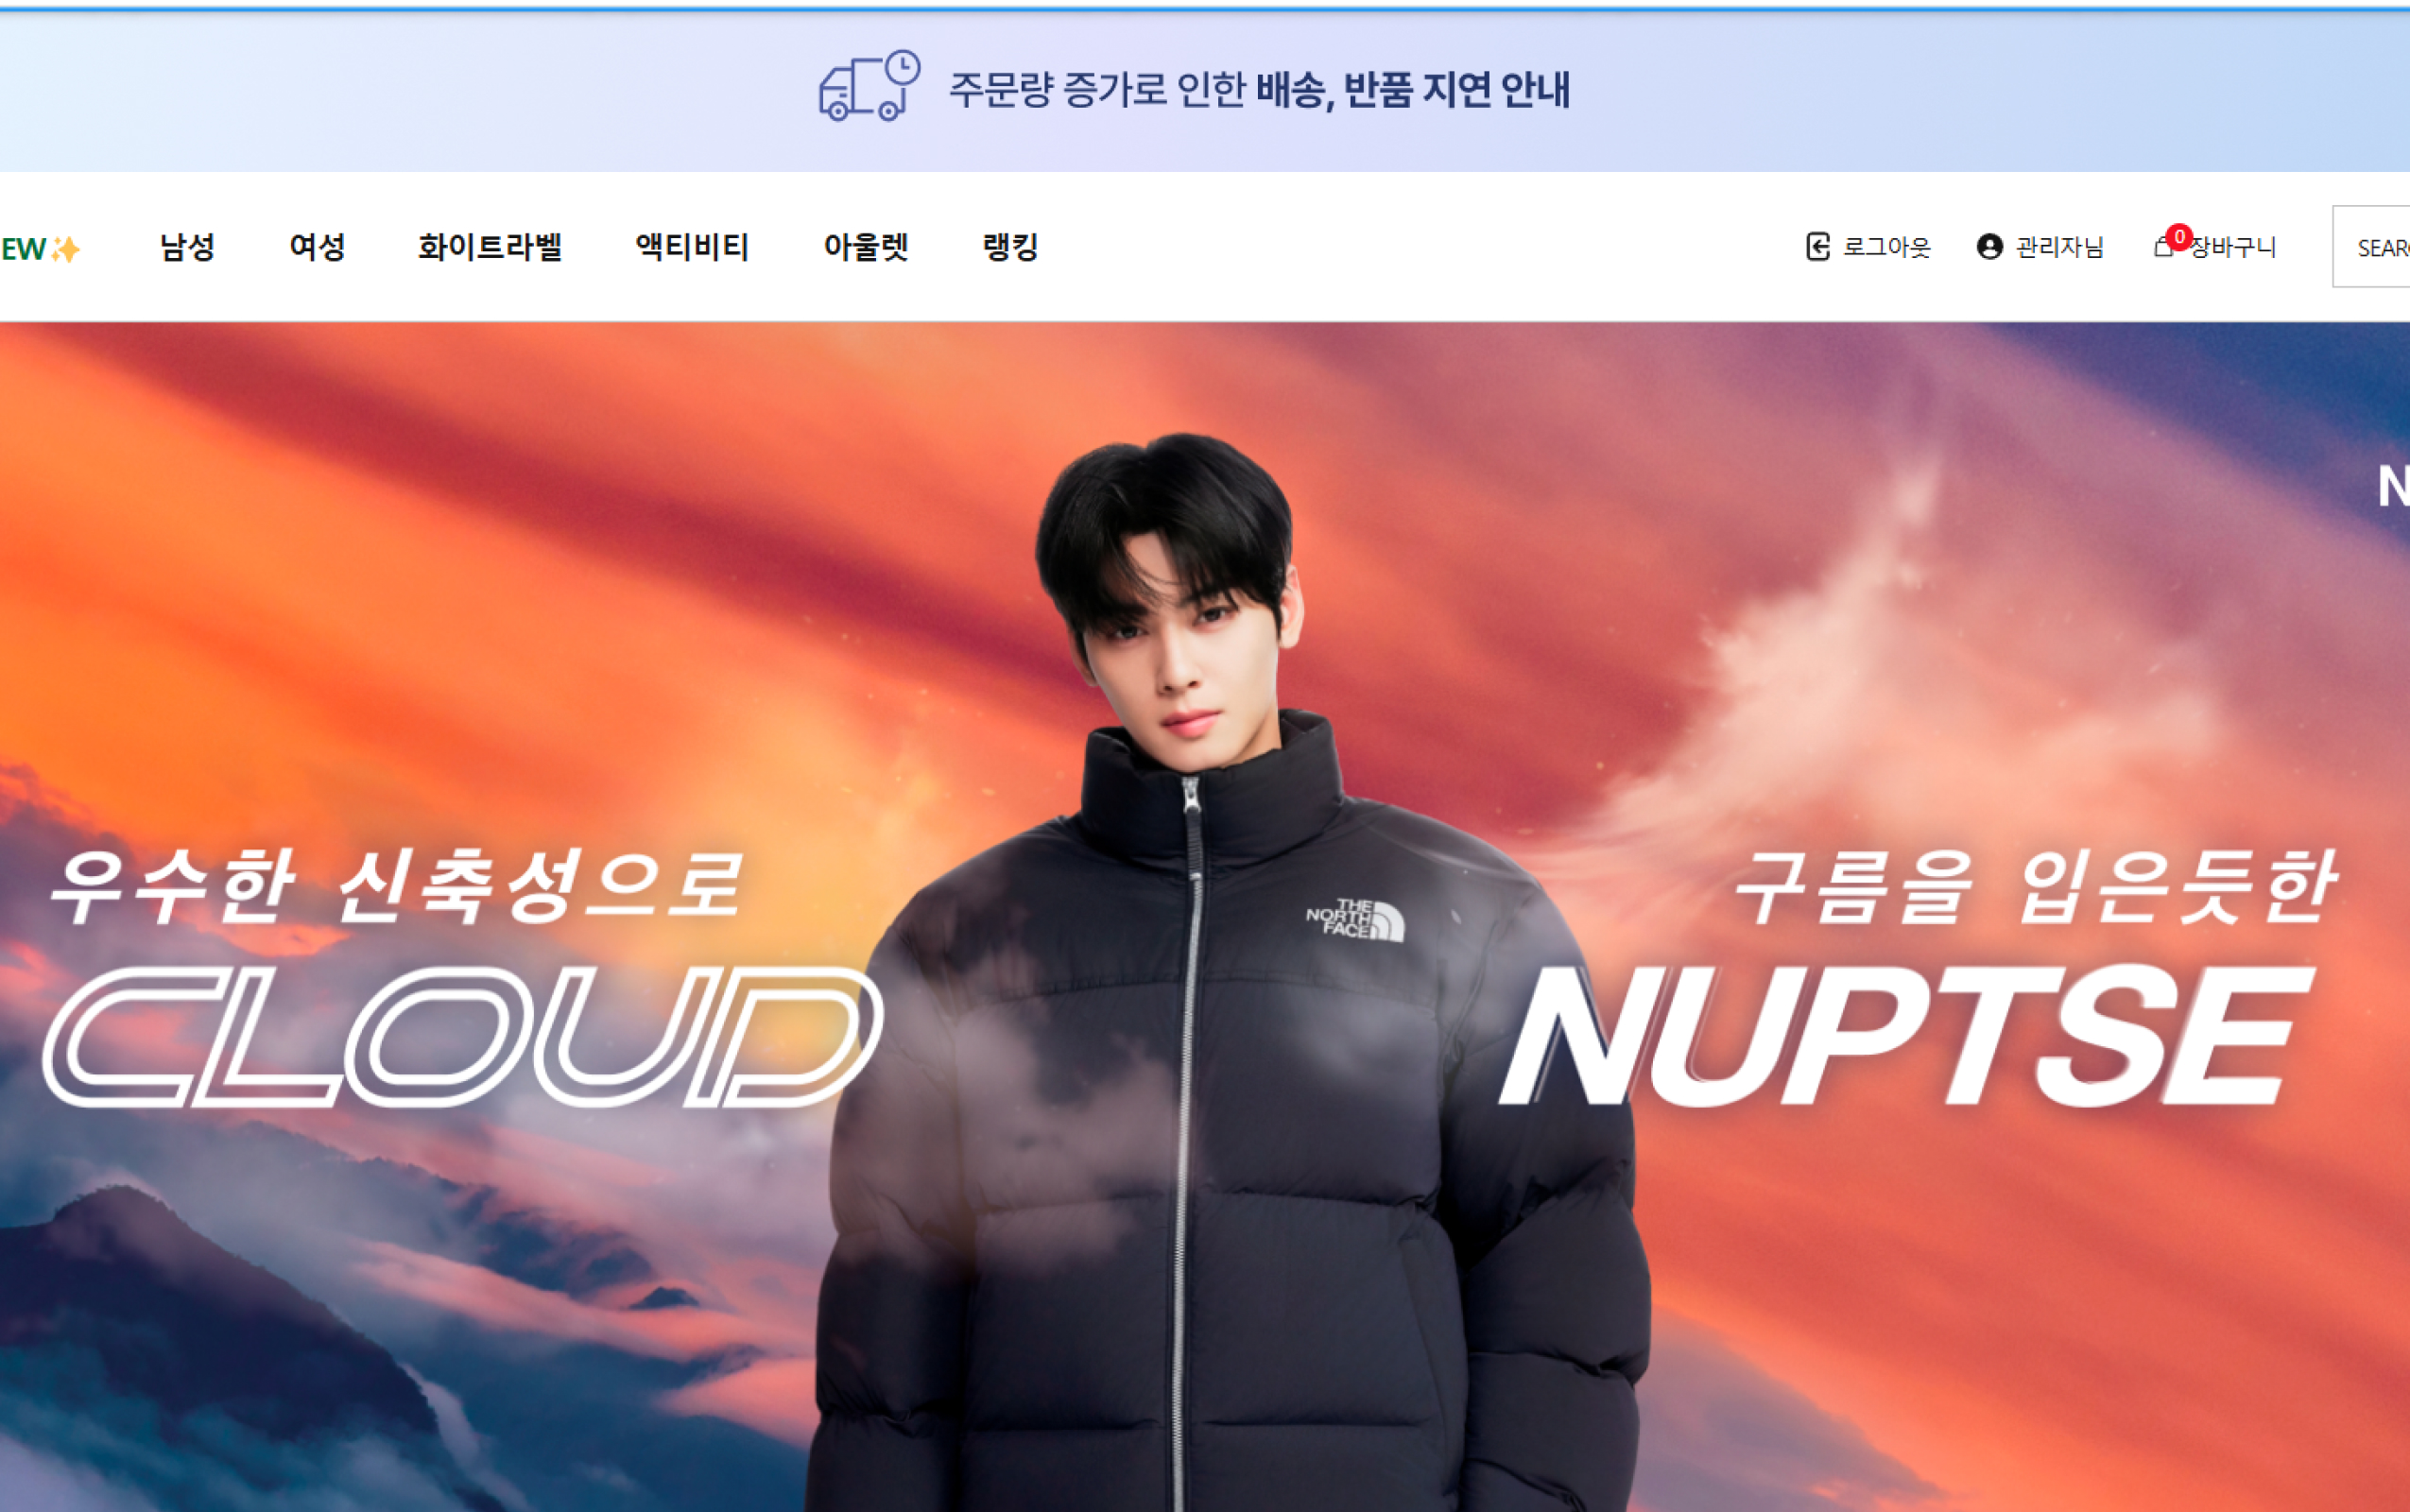 주문량 증가로 인한 배송, 반품 지연 안내
EW 남성 여성 화이트라벨 액티비티 아울렛 랭킹 로그아웃 관리자님 0 장바구니 SEAR
N
우수한 신축성으로
구름을 입은듯한
THE
NORTH
FACE
CLOUD
NUPTSE